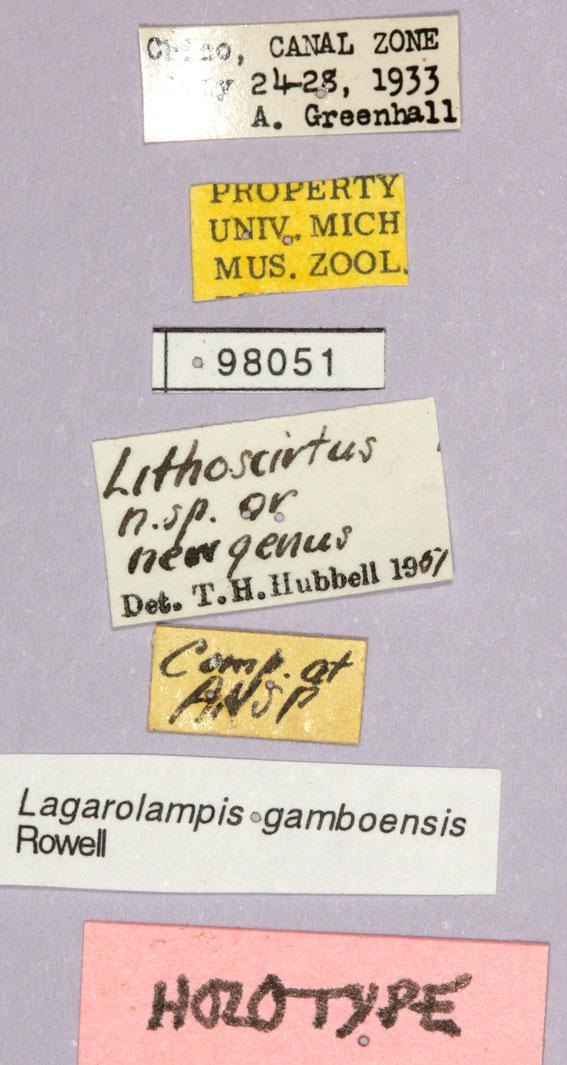 CANAL ZONE
24-28, 1933
A. Greenhall
PROPERTY
UNIV. MICH
MUS. ZOOL.
98051
Lithoscirtus
n.sp. or
new genus
Det. T.H. Hubbell 1961
Comp. at
ANSP
Lagarolampis gamboensis
Rowell
HOLOTYPE